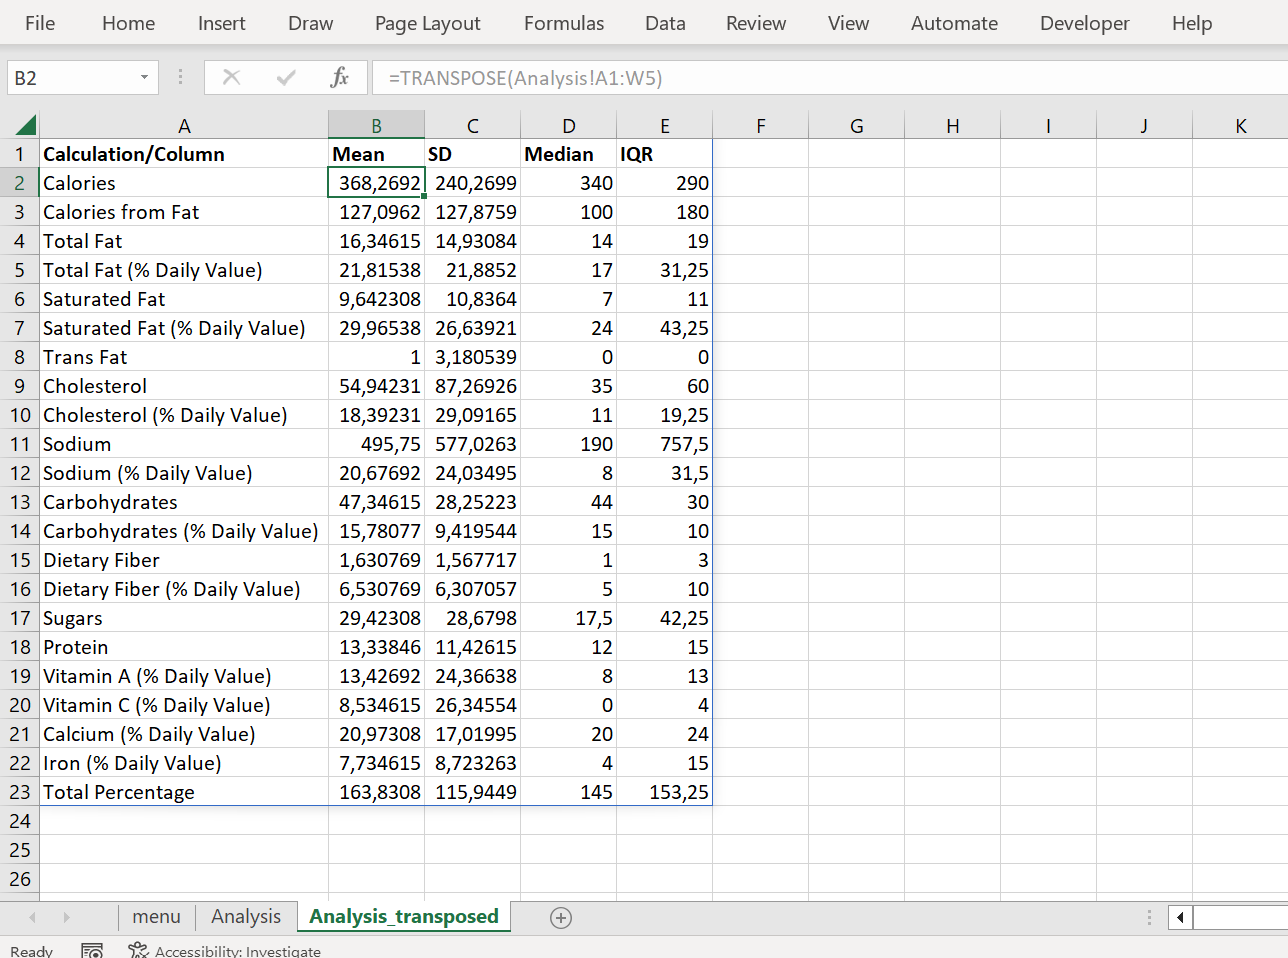 File Home Insert Draw Page Layout Formulas Data Review View Automate Developer Help
B2 fx =TRANSPOSE(Analysis!A1:W5)
A B C D E F G H I J K
1 Calculation/Column Mean SD Median IQR
2 Calories 368,2692 240,2699 340 290
3 Calories from Fat 127,0962 127,8759 100 180
4 Total Fat 16,34615 14,93084 14 19
5 Total Fat (% Daily Value) 21,81538 21,8852 17 31,25
6 Saturated Fat 9,642308 10,8364 7 11
7 Saturated Fat (% Daily Value) 29,96538 26,63921 24 43,25
8 Trans Fat 1 3,180539 0 0
9 Cholesterol 54,94231 87,26926 35 60
10 Cholesterol (% Daily Value) 18,39231 29,09165 11 19,25
11 Sodium 495,75 577,0263 190 757,5
12 Sodium (% Daily Value) 20,67692 24,03495 8 31,5
13 Carbohydrates 47,34615 28,25223 44 30
14 Carbohydrates (% Daily Value) 15,78077 9,419544 15 10
15 Dietary Fiber 1,630769 1,567717 1 3
16 Dietary Fiber (% Daily Value) 6,530769 6,307057 5 10
17 Sugars 29,42308 28,6798 17,5 42,25
18 Protein 13,33846 11,42615 12 15
19 Vitamin A (% Daily Value) 13,42692 24,36638 8 13
20 Vitamin C (% Daily Value) 8,534615 26,34554 0 4
21 Calcium (% Daily Value) 20,97308 17,01995 20 24
22 Iron (% Daily Value) 7,734615 8,723263 4 15
23 Total Percentage 163,8308 115,9449 145 153,25
24
25
26
menu Analysis Analysis_transposed
Ready Accessibility: Investigate